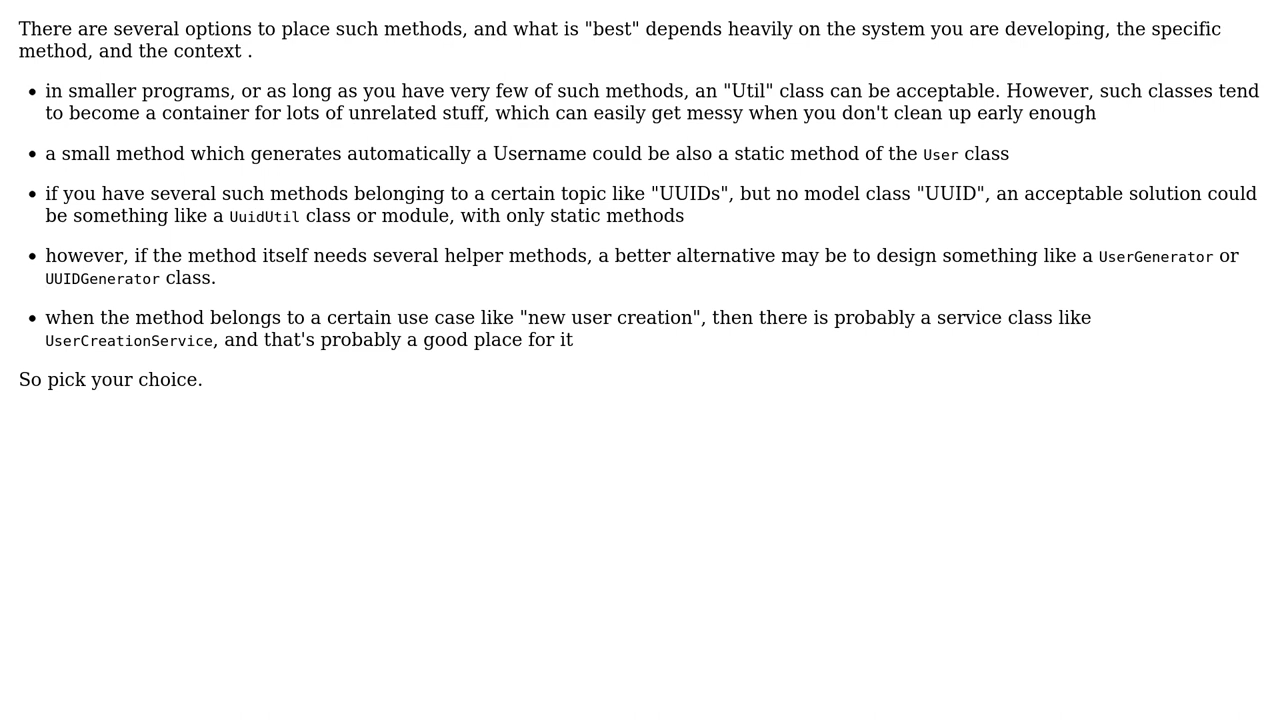 There are several options to place such methods, and what is "best" depends heavily on the system you are developing, the specific
method, and the context .
• in smaller programs, or as long as you have very few of such methods, an "Util" class can be acceptable. However, such classes tend
to become a container for lots of unrelated stuff, which can easily get messy when you don't clean up early enough
• a small method which generates automatically a Username could be also a static method of the User class
• if you have several such methods belonging to a certain topic like "UUIDs", but no model class "UUID", an acceptable solution could
be something like a UuidUtil class or module, with only static methods
• however, if the method itself needs several helper methods, a better alternative may be to design something like a UserGenerator or
UUIDGenerator class.
• when the method belongs to a certain use case like "new user creation", then there is probably a service class like
UserCreationService, and that's probably a good place for it
So pick your choice.